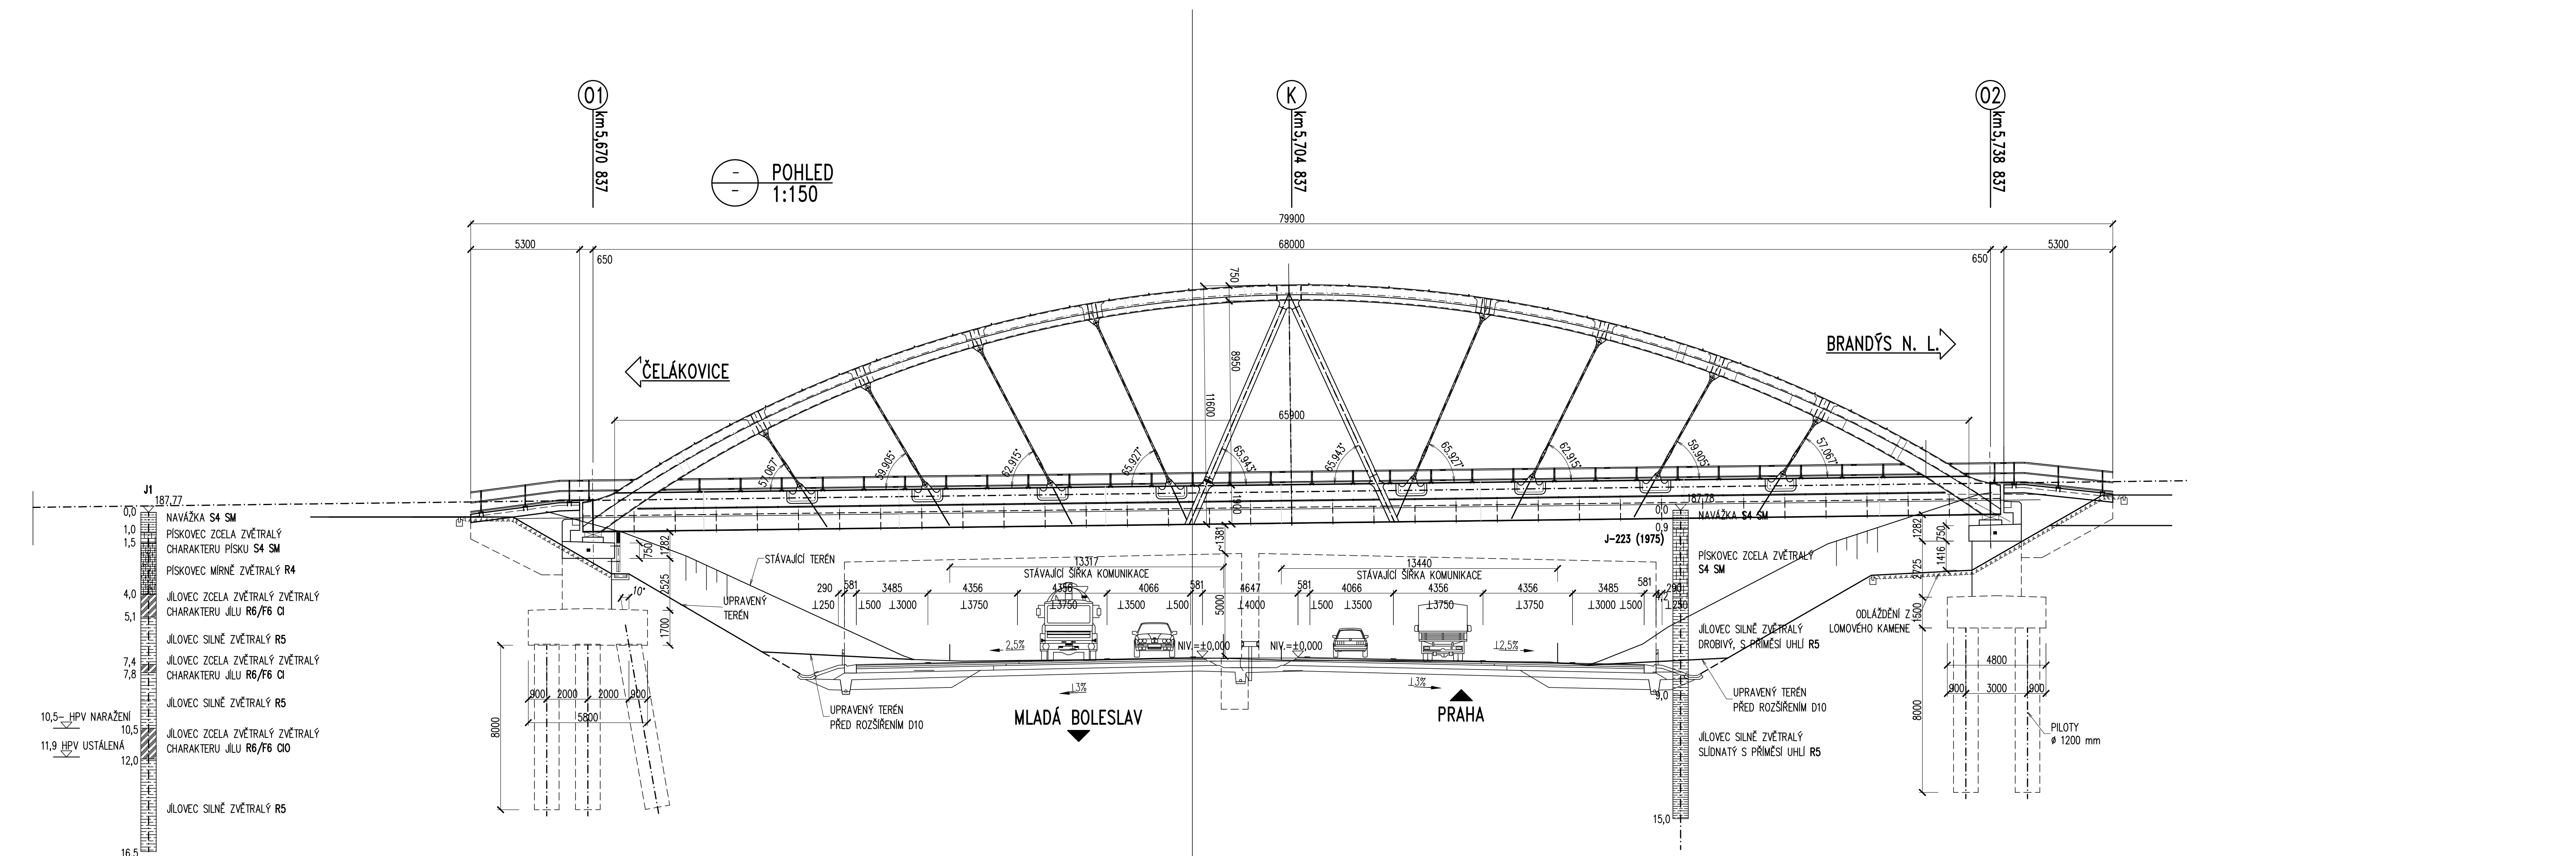 O1
km 5,670 837
K
km 5,704 837
O2
km 5,738 837
-
-
POHLED
1:150
79900
5300
68000
5300
650
650
750
8950
11600
65900
ČELÁKOVICE
BRANDÝS N. L.
57.067°
59.905°
62.915°
65.927°
65.943°
65.943°
65.927°
62.915°
59.905°
57.067°
1900
~1381
J1
187.77
0,0
NAVÁŽKA S4 SM
1,0
PÍSKOVEC ZCELA ZVĚTRALÝ
1,5
CHARAKTERU PÍSKU S4 SM
PÍSKOVEC MÍRNĚ ZVĚTRALÝ R4
4,0
JÍLOVEC ZCELA ZVĚTRALÝ ZVĚTRALÝ
CHARAKTERU JÍLU R6/F6 CI
5,1
JÍLOVEC SILNĚ ZVĚTRALÝ R5
7,4
JÍLOVEC ZCELA ZVĚTRALÝ ZVĚTRALÝ
7,8
CHARAKTERU JÍLU R6/F6 CI
JÍLOVEC SILNĚ ZVĚTRALÝ R5
10,5- HPV NARAŽENÍ
10,5
JÍLOVEC ZCELA ZVĚTRALÝ ZVĚTRALÝ
11,9 HPV USTÁLENÁ
CHARAKTERU JÍLU R6/F6 CIO
12,0
JÍLOVEC SILNĚ ZVĚTRALÝ R5
16,5
750
1282
2525
1700
10°
STÁVAJÍCÍ TERÉN
UPRAVENÝ
TERÉN
900 2000 2000 900
5800
8000
13317
STÁVAJÍCÍ ŠÍŘKA KOMUNIKACE
13440
STÁVAJÍCÍ ŠÍŘKA KOMUNIKACE
290 581 3485 4356 4356 4066 581 4647 581 4066 4356 4356 3485 581 290
⊥250 ⊥500 ⊥3000 ⊥3750 ⊥3750 ⊥3500 ⊥500 ⊥4000 ⊥500 ⊥3500 ⊥3750 ⊥3750 ⊥3000 ⊥500 ⊥250
5000
2,5%
NIV.=±0,000
NIV.=±0,000
⊥2,5%
⊥3%
⊥3%
UPRAVENÝ TERÉN
PŘED ROZŠÍŘENÍM D10
MLADÁ BOLESLAV
PRAHA
187,78
0,0
NAVÁŽKA S4 SM
0,9
J-223 (1975)
PÍSKOVEC ZCELA ZVĚTRALÝ
S4 SM
JÍLOVEC SILNĚ ZVĚTRALÝ
DROBIVÝ, S PŘÍMĚSÍ UHLÍ R5
9,0
JÍLOVEC SILNĚ ZVĚTRALÝ
SLÍDNATÝ S PŘÍMĚSÍ UHLÍ R5
15,0
UPRAVENÝ TERÉN
PŘED ROZŠÍŘENÍM D10
ODLÁŽDĚNÍ Z
LOMOVÉHO KAMENE
1282
750
1416
2725
1500
4800
900 3000 900
8000
PILOTY
ø 1200 mm